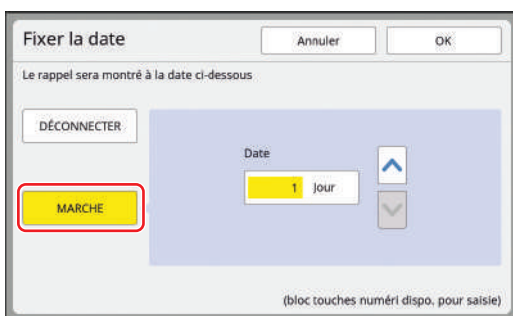 Fixer la date
Annuler
OK
Le rappel sera montré à la date ci-dessous
DÉCONNECTER
Date
1 Jour
MARCHE
(bloc touches numéri dispo. pour saisie)